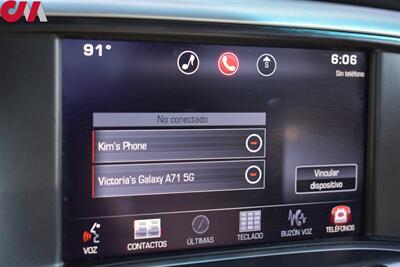 CM
91°
S
6:06
Sin teléfono
No conectado
Kim's Phone
Victoria's Galaxy A71 5G
Vincular
dispositivo
VOZ
CONTACTOS
ÚLTIMAS
TECLADO
BUZÓN VOZ
TELÉFONOS